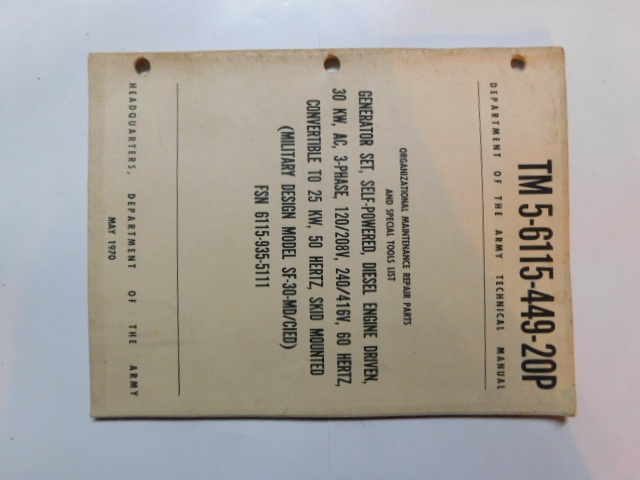 TM 5-6115-449-20P
DEPARTMENT OF THE ARMY TECHNICAL MANUAL
ORGANIZATIONAL MAINTENANCE REPAIR PARTS
AND SPECIAL TOOLS LIST
GENERATOR SET, SELF-POWERED, DIESEL ENGINE DRIVEN,
30 KW, AC, 3-PHASE, 120/208V, 240/416V, 60 HERTZ,
CONVERTIBLE TO 25 KW, 50 HERTZ, SKID MOUNTED
(MILITARY DESIGN MODEL SF-30-MD/CIED)
FSN 6115-935-5111
HEADQUARTERS, DEPARTMENT OF THE ARMY
MAY 1970